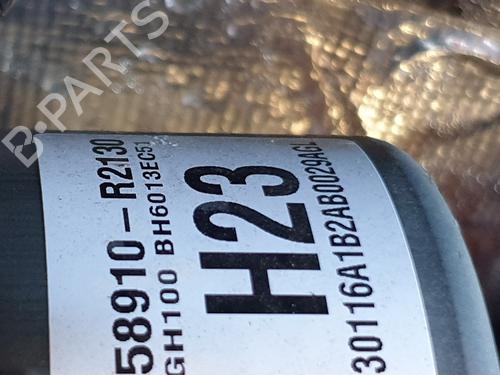 B-PARTS
58910-R2130
GH100 BH6013EC51
H23
30116A1B2AB0029AGL